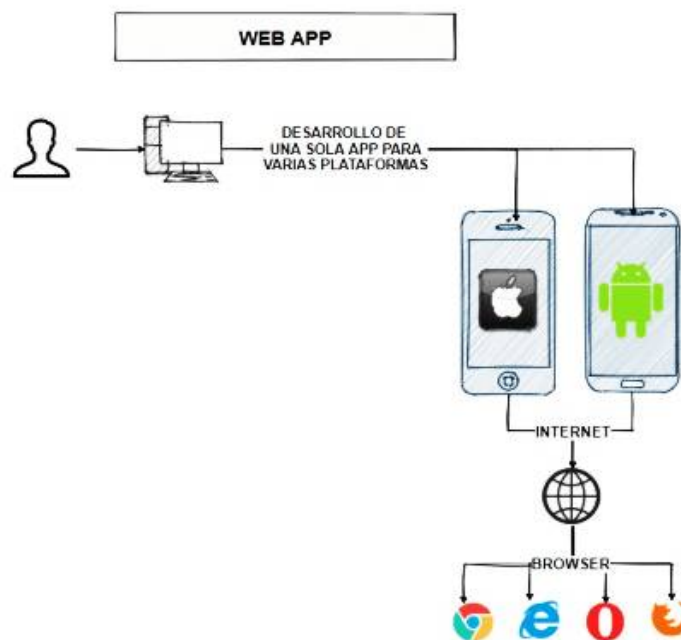 WEB APP
DESARROLLO DE
UNA SOLA APP PARA
VARIAS PLATAFORMAS
INTERNET
BROWSER